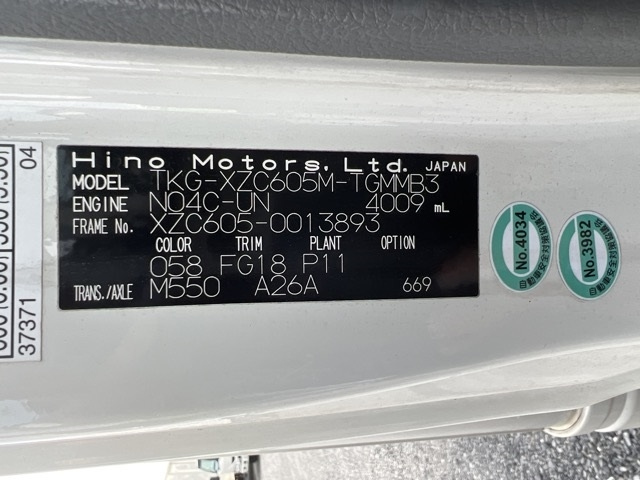 Hino Motors, Ltd. JAPAN
MODEL TKG-XZC605M-TGMMB3
ENGINE N04C-UN 4009 mL
FRAME No. XZC605-0013893
COLOR TRIM PLANT OPTION
058 FG18 P11
TRANS./AXLE M550 A26A 669
No.4034
No.3982
04
37371